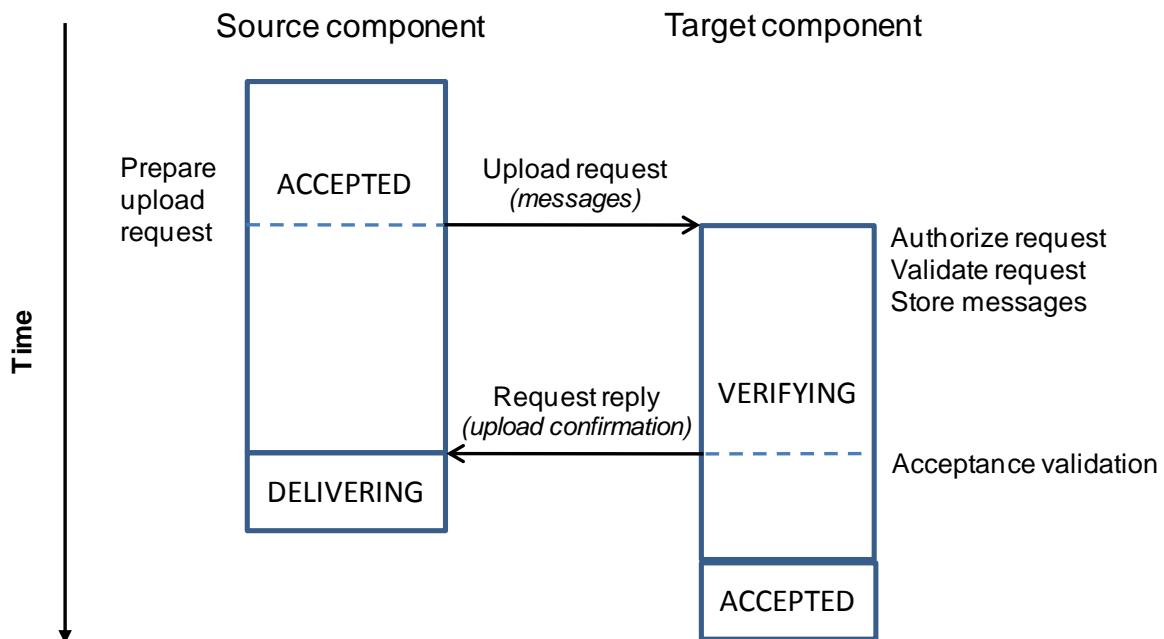 Source component
Target component
Prepare
upload
request
ACCEPTED
Upload request
(messages)
Authorize request
Validate request
Store messages
Time
Request reply
(upload confirmation)
VERIFYING
Acceptance validation
DELIVERING
ACCEPTED